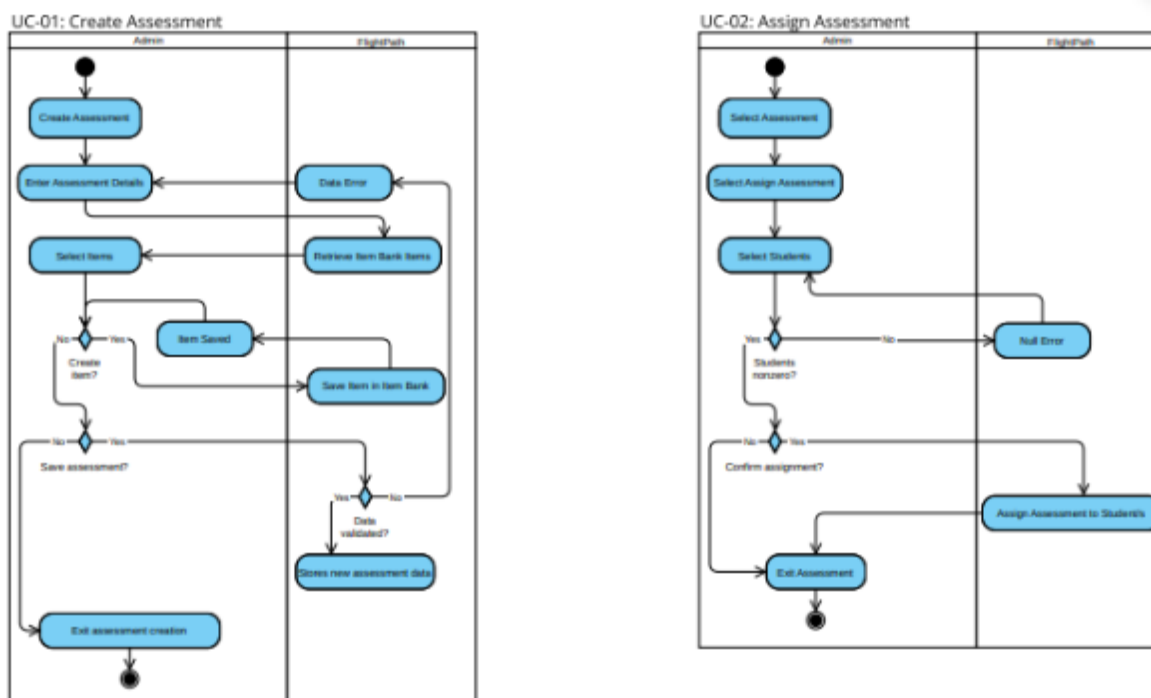 UC-01: Create Assessment
Admin
FlightPath
Create Assessment
Enter Assessment Details
Data Error
Select Items
Retrieve Item Bank Items
No
Yes
Item Saved
Create
item?
Save Item in Item Bank
No
Yes
Save assessment?
Yes
No
Data
validated?
Stores new assessment data
Exit assessment creation
UC-02: Assign Assessment
Admin
FlightPath
Select Assessment
Select Assign Assessment
Select Students
Yes
No
Null Error
Students
nonzero?
No
Yes
Confirm assignment?
Assign Assessment to Student/s
Exit Assessment